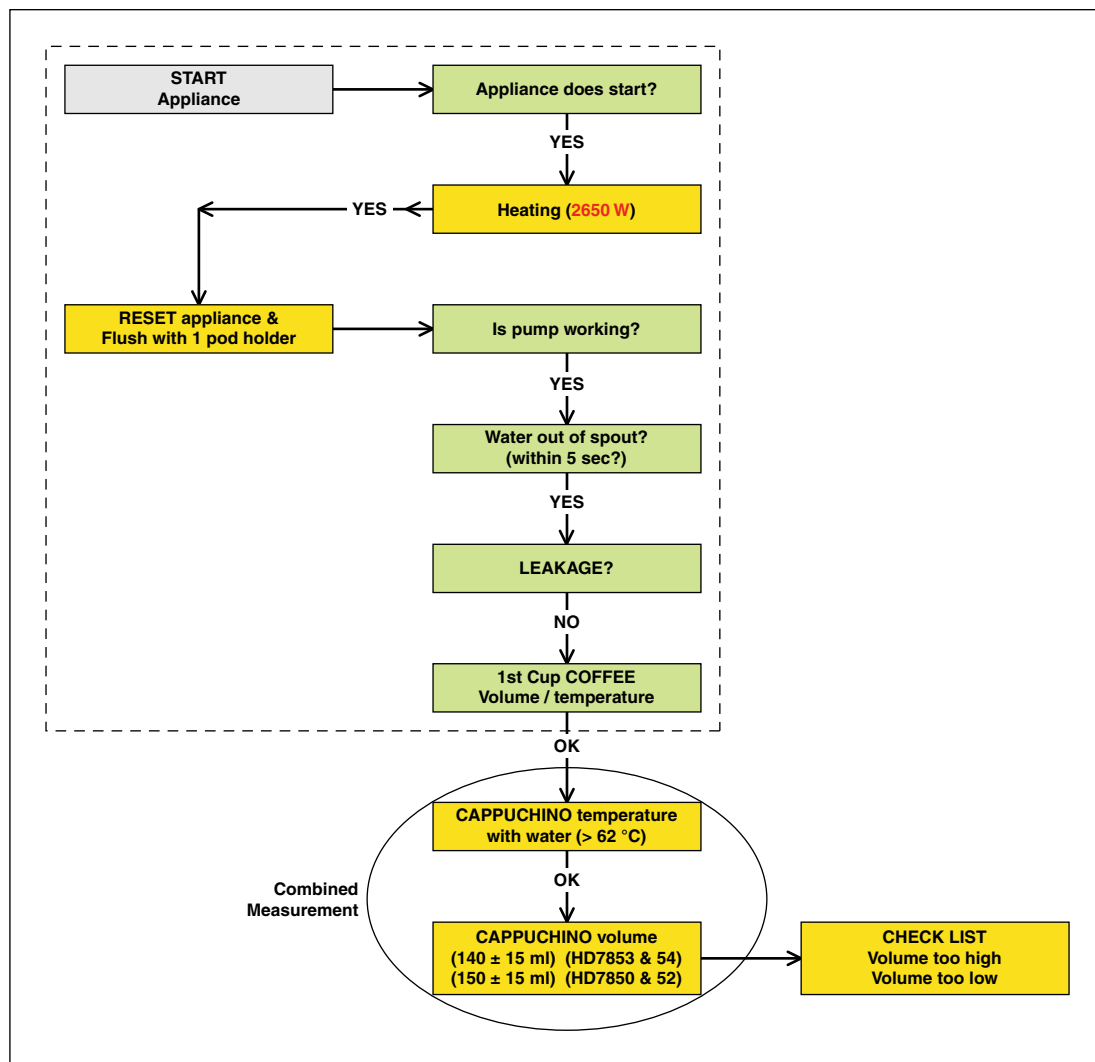 START
Appliance
Appliance does start?
YES
Heating (2650 W)
YES
RESET appliance &
Flush with 1 pod holder
Is pump working?
YES
Water out of spout?
(within 5 sec?)
YES
LEAKAGE?
NO
1st Cup COFFEE
Volume / temperature
OK
CAPPUCHINO temperature
with water (> 62 °C)
OK
Combined
Measurement
CAPPUCHINO volume
(140 ± 15 ml) (HD7853 & 54)
(150 ± 15 ml) (HD7850 & 52)
CHECK LIST
Volume too high
Volume too low